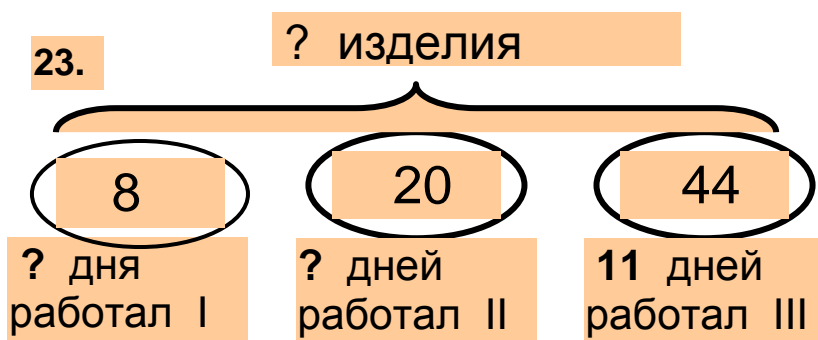 ? изделия
23.
8 20 44
? дня ? дней 11 дней
работал I работал II работал III